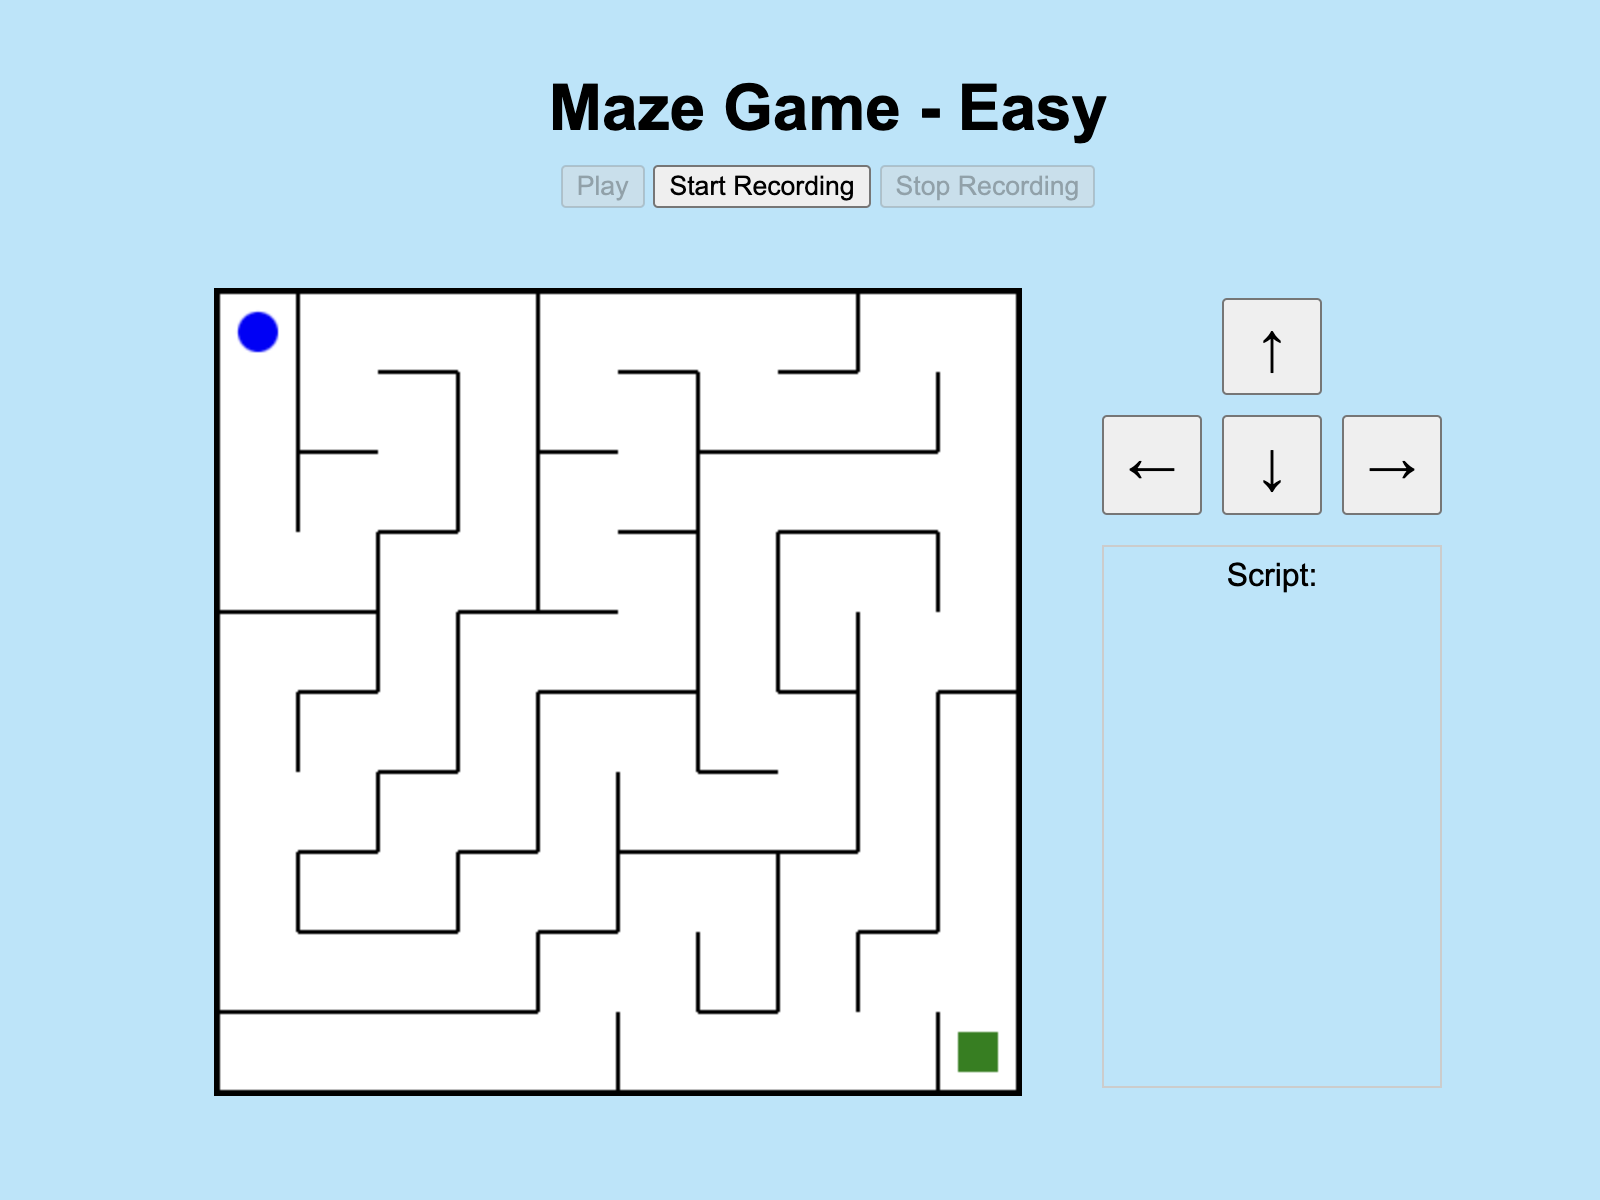 Maze Game - Easy
Play Start Recording Stop Recording
↑
← ↓ →
Script: